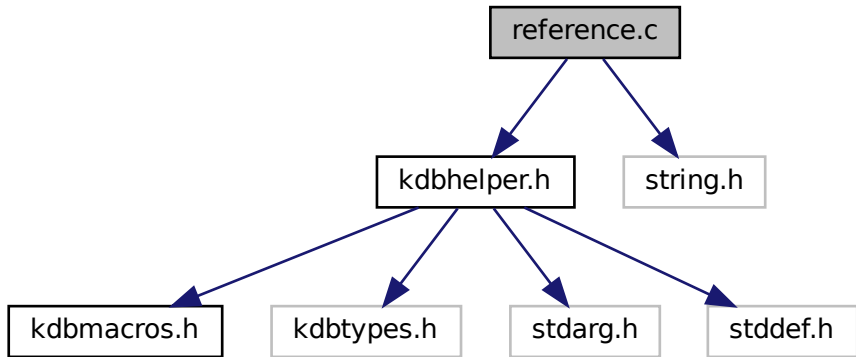 reference.c
kdbhelper.h
string.h
kdbmacros.h
kdbtypes.h
stdarg.h
stddef.h